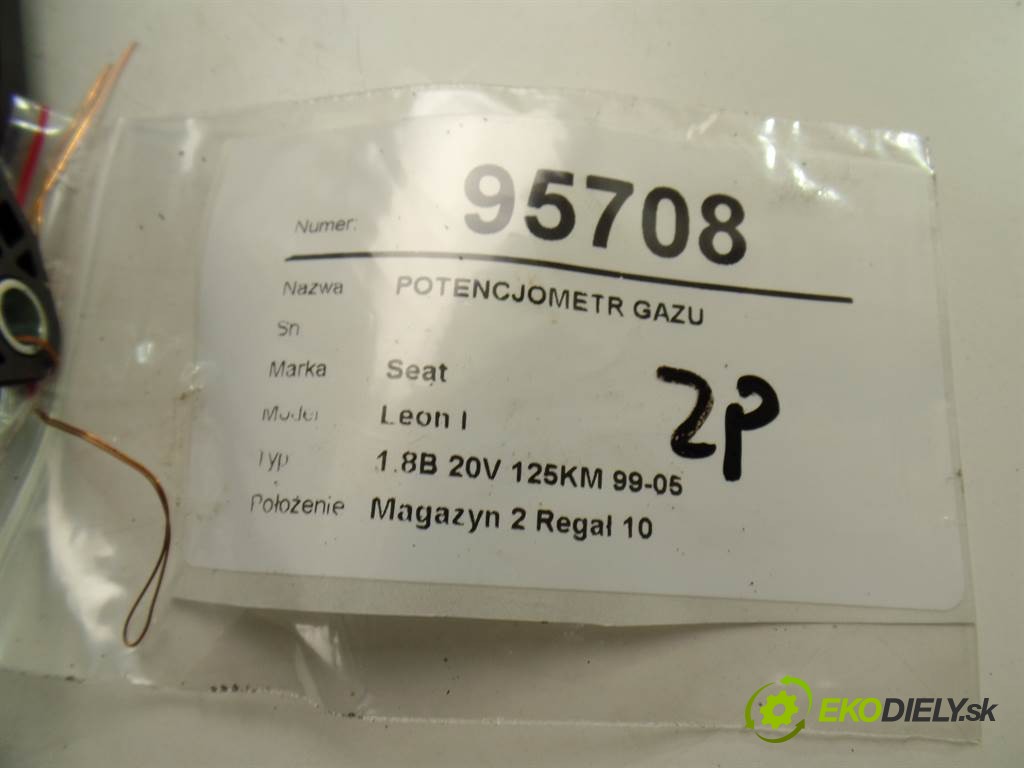 Numer: 95708
Nazwa POTENCJOMETR GAZU
Sn
Marka Seat
Model Leon I
Typ 1.8B 20V 125KM 99-05
Położenie Magazyn 2 Regał 10
2P
EKODIELY.sk